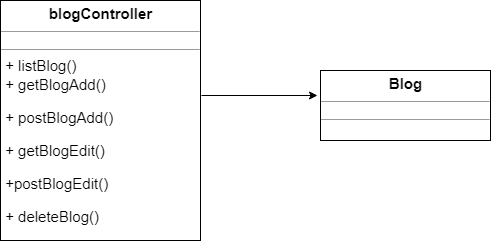 blogController
+ listBlog()
+ getBlogAdd()
+ postBlogAdd()
+ getBlogEdit()
+postBlogEdit()
+ deleteBlog()
Blog